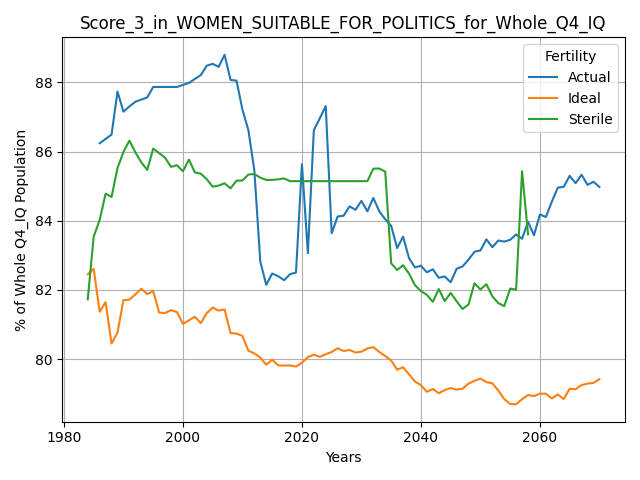 Score_3_in_WOMEN_SUITABLE_FOR_POLITICS_for_Whole_Q4_IQ
Fertility
Actual
Ideal
Sterile
% of Whole Q4_IQ Population
88
86
84
82
80
1980
2000
2020
2040
2060
Years